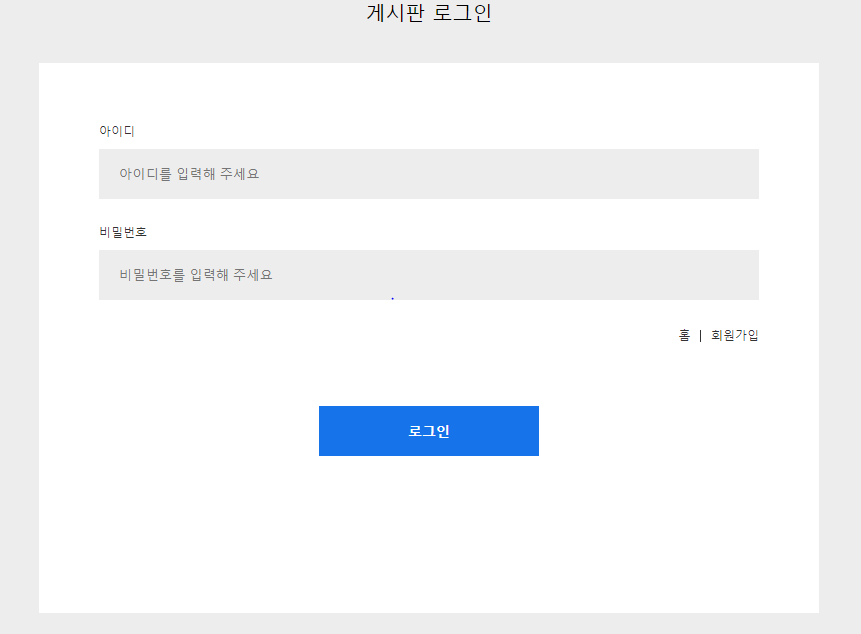 게시판 로그인
아이디
아이디를 입력해 주세요
비밀번호
비밀번호를 입력해 주세요
홈 | 회원가입
로그인